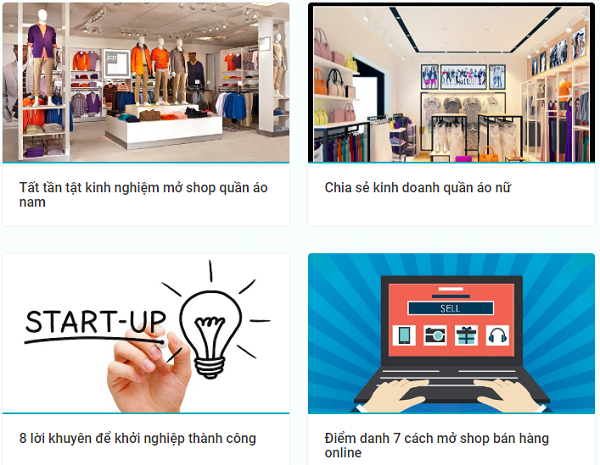 Tất tần tật kinh nghiệm mở shop quần áo
nam
Chia sẻ kinh doanh quần áo nữ
START-UP
8 lời khuyên để khởi nghiệp thành công
SELL
Điểm danh 7 cách mở shop bán hàng
online